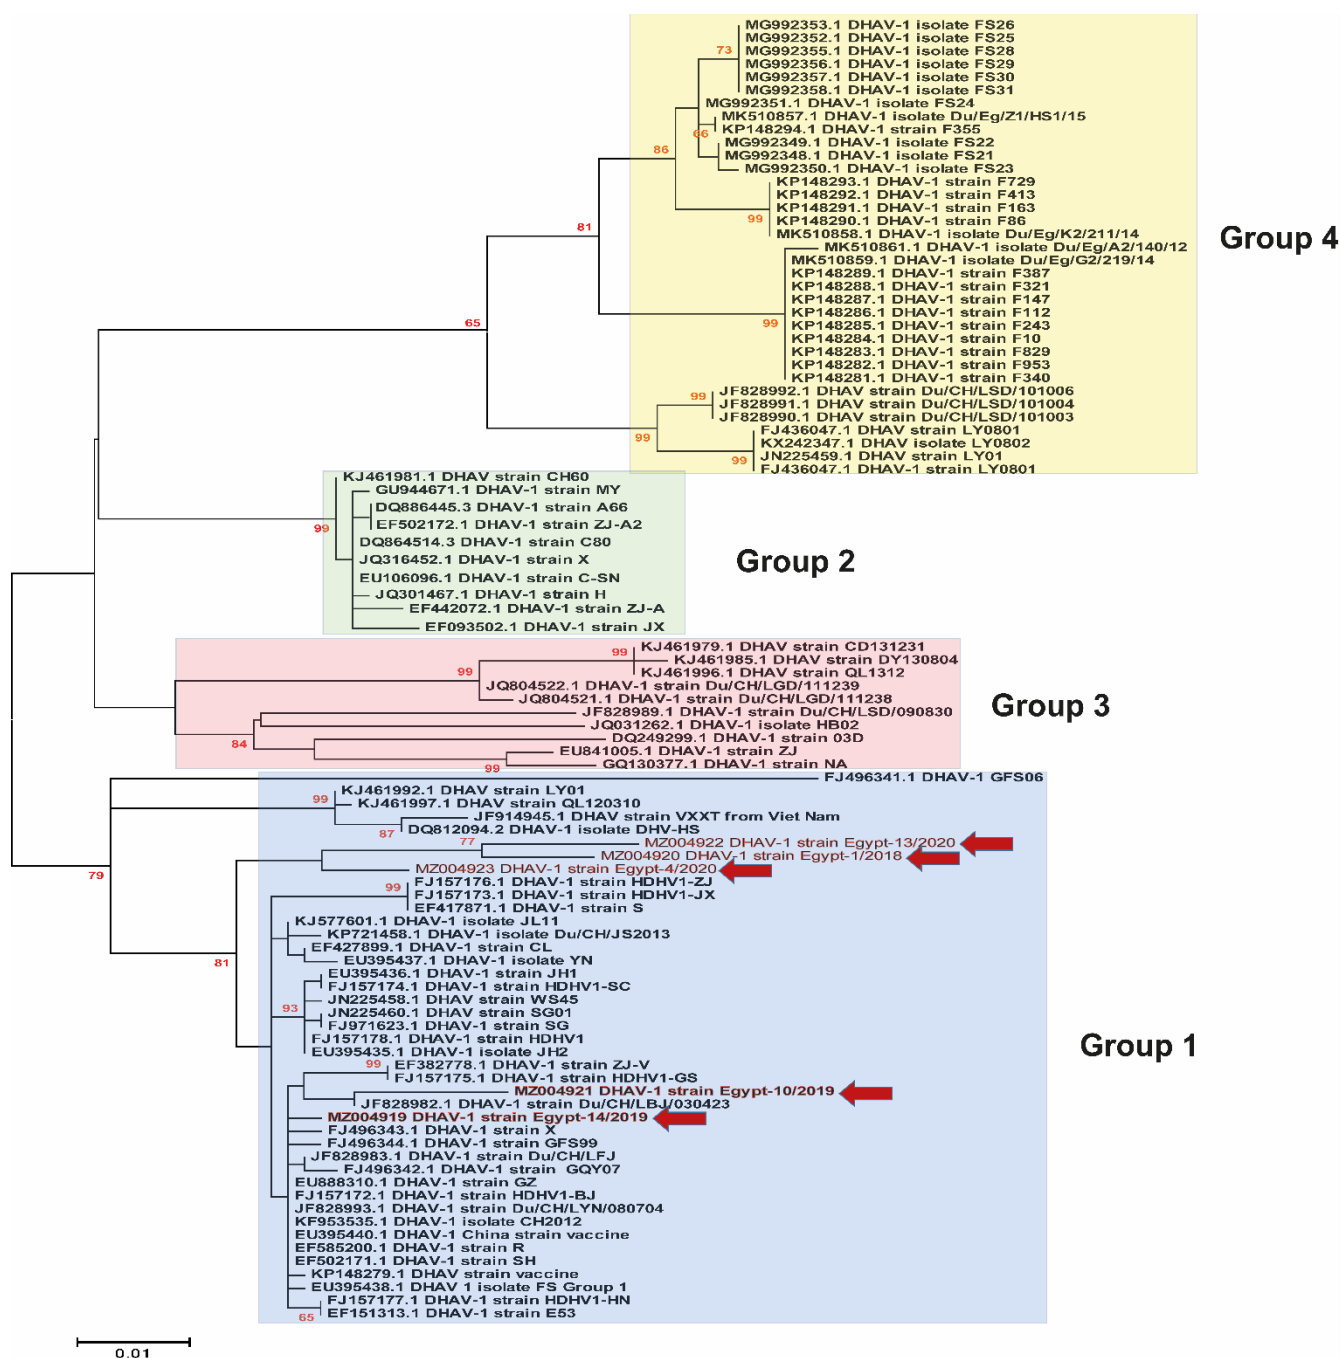 MG992353.1 DHAV-1 isolate FS26
MG992352.1 DHAV-1 isolate FS25
MG992355.1 DHAV-1 isolate FS28
73
MG992356.1 DHAV-1 isolate FS29
MG992357.1 DHAV-1 isolate FS30
MG992358.1 DHAV-1 isolate FS31
MG992351.1 DHAV-1 isolate FS24
MK510857.1 DHAV-1 isolate Du/Eg/Z1/HS1/15
66
KP148294.1 DHAV-1 strain F355
86
MG992349.1 DHAV-1 isolate FS22
MG992348.1 DHAV-1 isolate FS21
MG992350.1 DHAV-1 isolate FS23
KP148293.1 DHAV-1 strain F729
KP148292.1 DHAV-1 strain F413
KP148291.1 DHAV-1 strain F163
99
KP148290.1 DHAV-1 strain F86
81
MK510858.1 DHAV-1 isolate Du/Eg/K2/211/14
Group 4
MK510861.1 DHAV-1 isolate Du/Eg/A2/140/12
MK510859.1 DHAV-1 isolate Du/Eg/G2/219/14
KP148289.1 DHAV-1 strain F387
KP148288.1 DHAV-1 strain F321
KP148287.1 DHAV-1 strain F147
KP148286.1 DHAV-1 strain F112
65
99
KP148285.1 DHAV-1 strain F243
KP148284.1 DHAV-1 strain F10
KP148283.1 DHAV-1 strain F829
KP148282.1 DHAV-1 strain F953
KP148281.1 DHAV-1 strain F340
JF828992.1 DHAV strain Du/CH/LSD/101006
99
JF828991.1 DHAV strain Du/CH/LSD/101004
JF828990.1 DHAV strain Du/CH/LSD/101003
99
FJ436047.1 DHAV strain LY0801
KX242347.1 DHAV isolate LY0802
99
JN225459.1 DHAV strain LY01
FJ436047.1 DHAV strain LY0801
KJ461981.1 DHAV strain CH60
GU944671.1 DHAV-1 strain MY
DQ886445.3 DHAV-1 strain A66
99
EF502172.1 DHAV-1 strain ZJ-A2
DQ864514.3 DHAV-1 strain C80
JQ316452.1 DHAV-1 strain X
Group 2
EU106096.1 DHAV-1 strain C-SN
JQ301467.1 DHAV-1 strain H
EF442072.1 DHAV-1 strain ZJ-A
EF093502.1 DHAV-1 strain JX
KJ461979.1 DHAV strain CD131231
99
KJ461985.1 DHAV strain DY130804
99
KJ461996.1 DHAV strain QL1312
JQ804522.1 DHAV-1 strain Du/CH/LGD/111239
JQ804521.1 DHAV-1 strain Du/CH/LGD/111238
Group 3
JF828989.1 DHAV-1 strain Du/CH/LSD/090830
JQ031262.1 DHAV-1 isolate HB02
84
DQ249299.1 DHAV-1 strain 03D
EU841005.1 DHAV-1 strain ZJ
99
GQ130377.1 DHAV-1 strain NA
FJ496341.1 DHAV-1 GFS06
KJ461992.1 DHAV strain LY01
99
KJ461997.1 DHAV strain QL120310
JF914945.1 DHAV strain VXXT from Viet Nam
87
DQ812094.2 DHAV-1 isolate DHV-HS
77
MZ004922 DHAV-1 strain Egypt-13/2020
MZ004920 DHAV-1 strain Egypt-1/2018
79
MZ004923 DHAV-1 strain Egypt-4/2020
99
FJ157176.1 DHAV-1 strain HDHV1-ZJ
FJ157173.1 DHAV-1 strain HDHV1-JX
EF417871.1 DHAV-1 strain S
KJ577601.1 DHAV-1 isolate JL11
KP721458.1 DHAV-1 isolate Du/CH/JS2013
EF427899.1 DHAV-1 strain CL
81
EU395437.1 DHAV-1 isolate YN
EU395436.1 DHAV-1 strain JH1
FJ157174.1 DHAV-1 strain HDHV1-SC
JN225458.1 DHAV strain WS45
93
JN225460.1 DHAV strain SG01
FJ971623.1 DHAV-1 strain SG
FJ157178.1 DHAV-1 strain HDHV1
Group 1
EU395435.1 DHAV-1 isolate JH2
99
EF382778.1 DHAV-1 strain ZJ-V
FJ157175.1 DHAV-1 strain HDHV1-GS
MZ004921 DHAV-1 strain Egypt-10/2019
JF828982.1 DHAV-1 strain Du/CH/LBJ/030423
MZ004919 DHAV-1 strain Egypt-14/2019
FJ496343.1 DHAV-1 strain X
FJ496344.1 DHAV-1 strain GFS99
JF828983.1 DHAV-1 strain Du/CH/LFJ
FJ496342.1 DHAV-1 strain GQY07
EU888310.1 DHAV-1 strain GZ
FJ157172.1 DHAV-1 strain HDHV1-BJ
JF828993.1 DHAV-1 strain Du/CH/LYN/080704
KF953535.1 DHAV-1 isolate CH2012
EU395440.1 DHAV-1 China strain vaccine
EF585200.1 DHAV-1 strain R
EF502171.1 DHAV-1 strain SH
KP148279.1 DHAV strain vaccine
EU395438.1 DHAV 1 isolate FS Group 1
FJ157177.1 DHAV-1 strain HDHV1-HN
65
EF151313.1 DHAV-1 strain E53
0.01